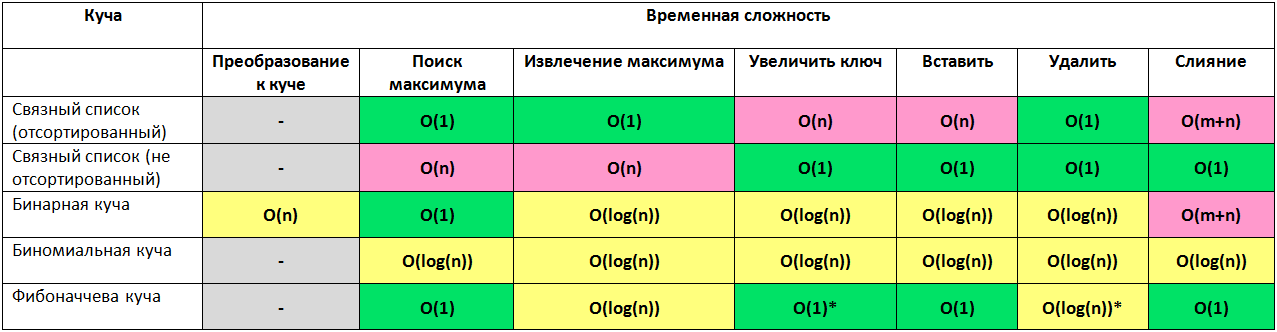 Куча Временная сложность
Преобразование к куче Поиск максимума Извлечение максимума Увеличить ключ Вставить Удалить Слияние
Связный список (отсортированный) - O(1) O(1) O(n) O(n) O(1) O(m+n)
Связный список (не отсортированный) - O(n) O(n) O(1) O(1) O(1) O(1)
Бинарная куча O(n) O(1) O(log(n)) O(log(n)) O(log(n)) O(log(n)) O(m+n)
Биномиальная куча - O(log(n)) O(log(n)) O(log(n)) O(log(n)) O(log(n)) O(log(n))
Фибоначчева куча - O(1) O(log(n)) O(1)* O(1) O(log(n))* O(1)